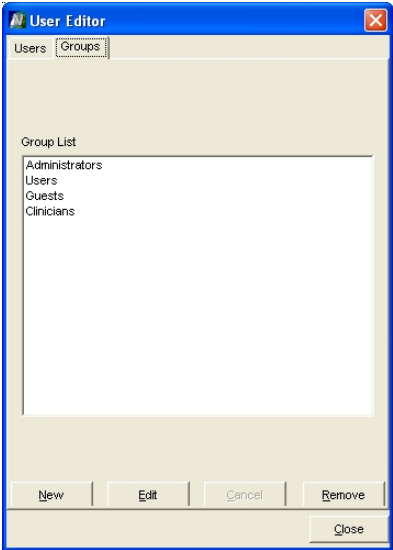 User Editor
Users Groups
Group List
Administrators
Users
Guests
Clinicians
New Edit Cancel Remove
Close